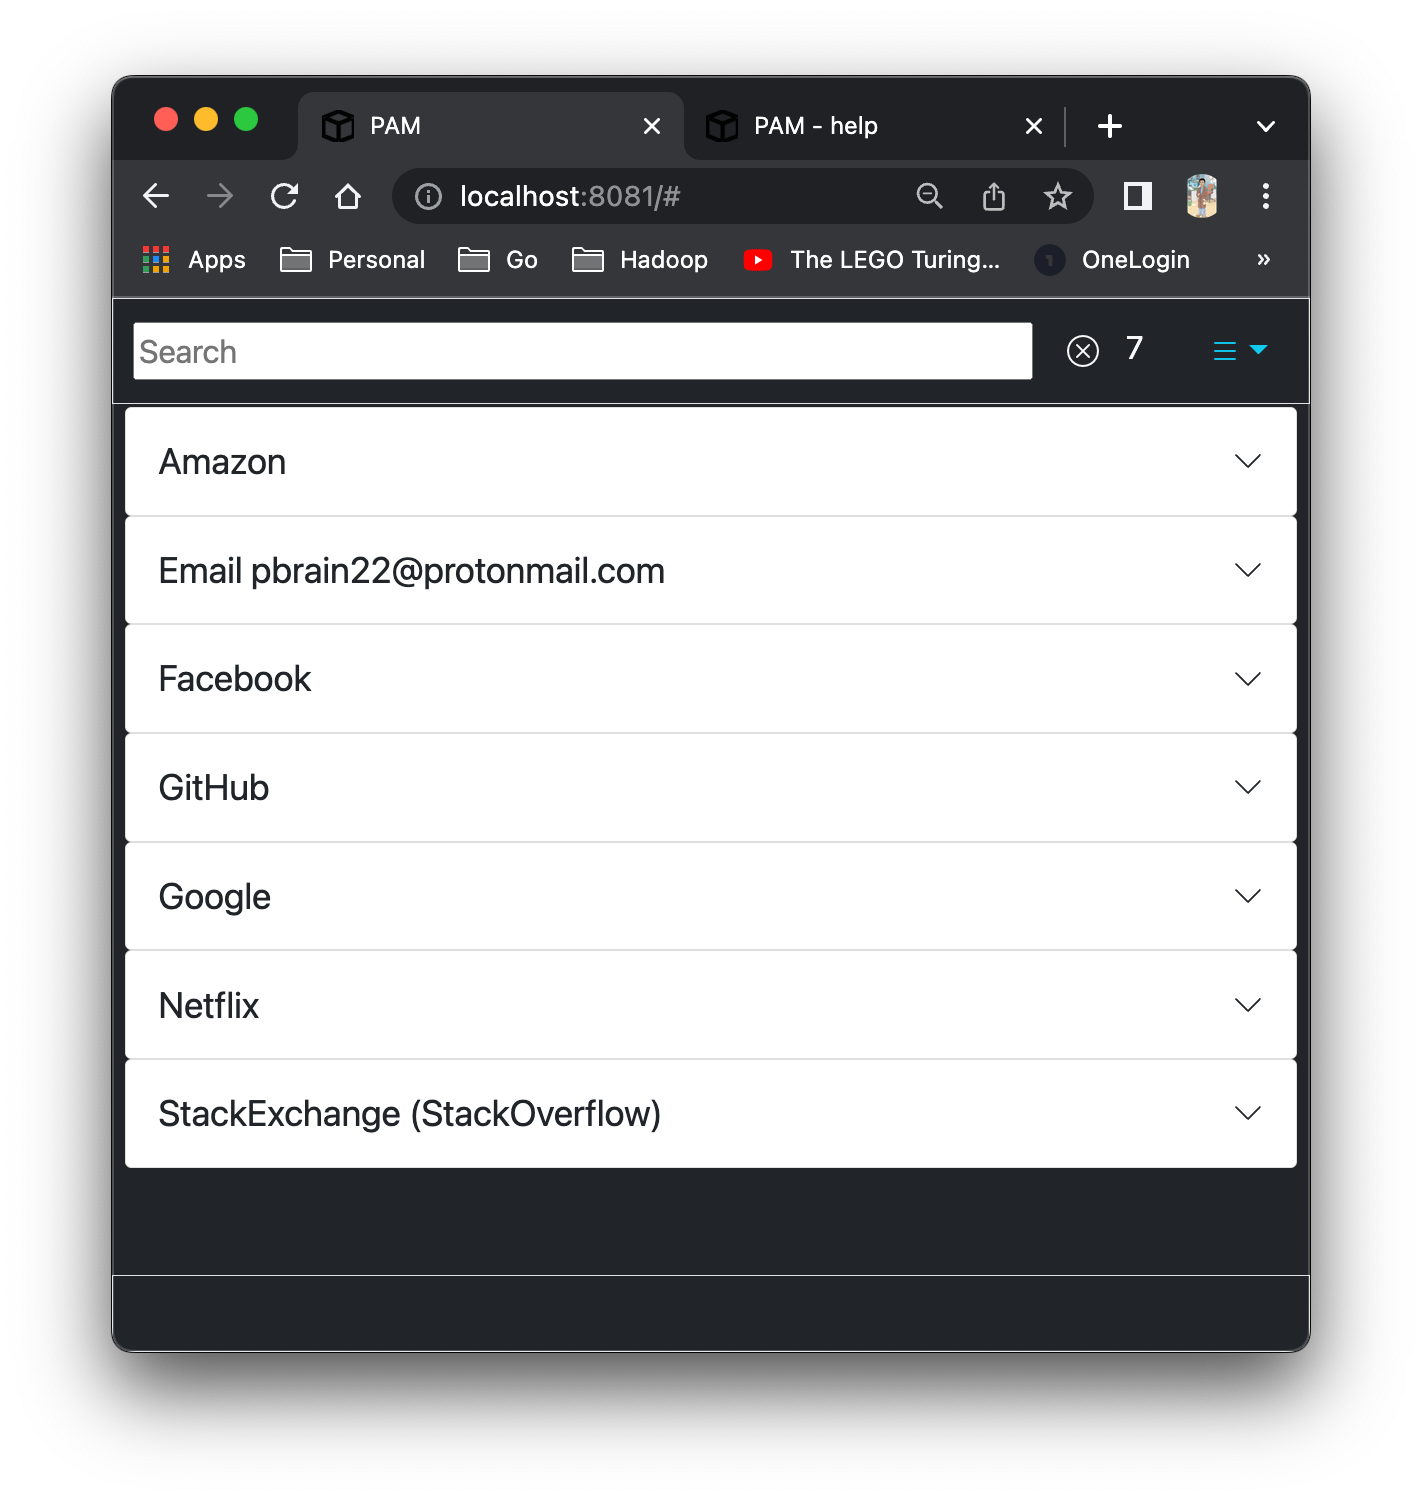 PAM
PAM - help
localhost:8081/#
Apps Personal Go Hadoop The LEGO Turing... OneLogin »
Search 7
Amazon
Email pbrain22@protonmail.com
Facebook
GitHub
Google
Netflix
StackExchange (StackOverflow)